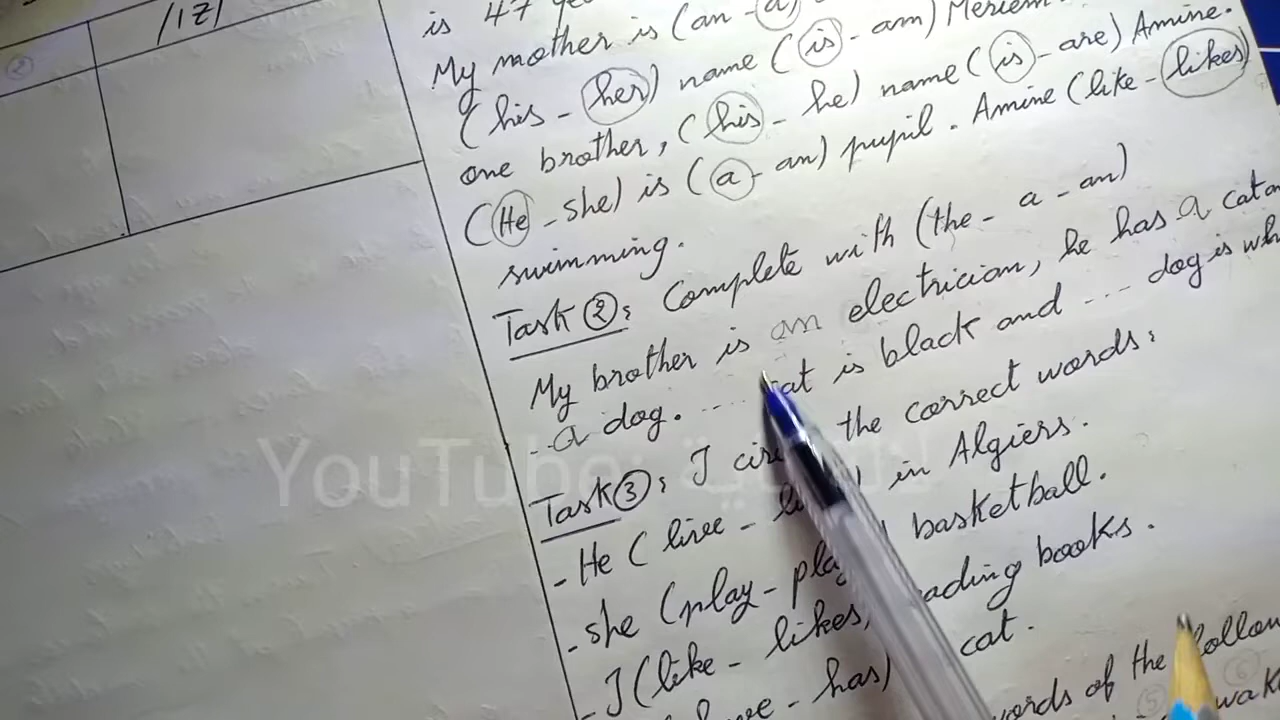 /12/
②
is 47
My mother is (an - a)
(his - her) name (is - am) Meriem.
one brother, (his - he) name (is - are) Amine.
(He - she) is (a - an) pupil. Amine (like - likes)
swimming.
Task ②: Complete with (the - a - an)
My brother is an electrician, he has a cat
a dog. ... cat is black and ... dog is
Task ③: I the correct words:
- He (live - in Algiers.
- she (play - basketball.
- I (like - likes, books.
- has) cat.
words of the
⑤ ⑥
YouTube: